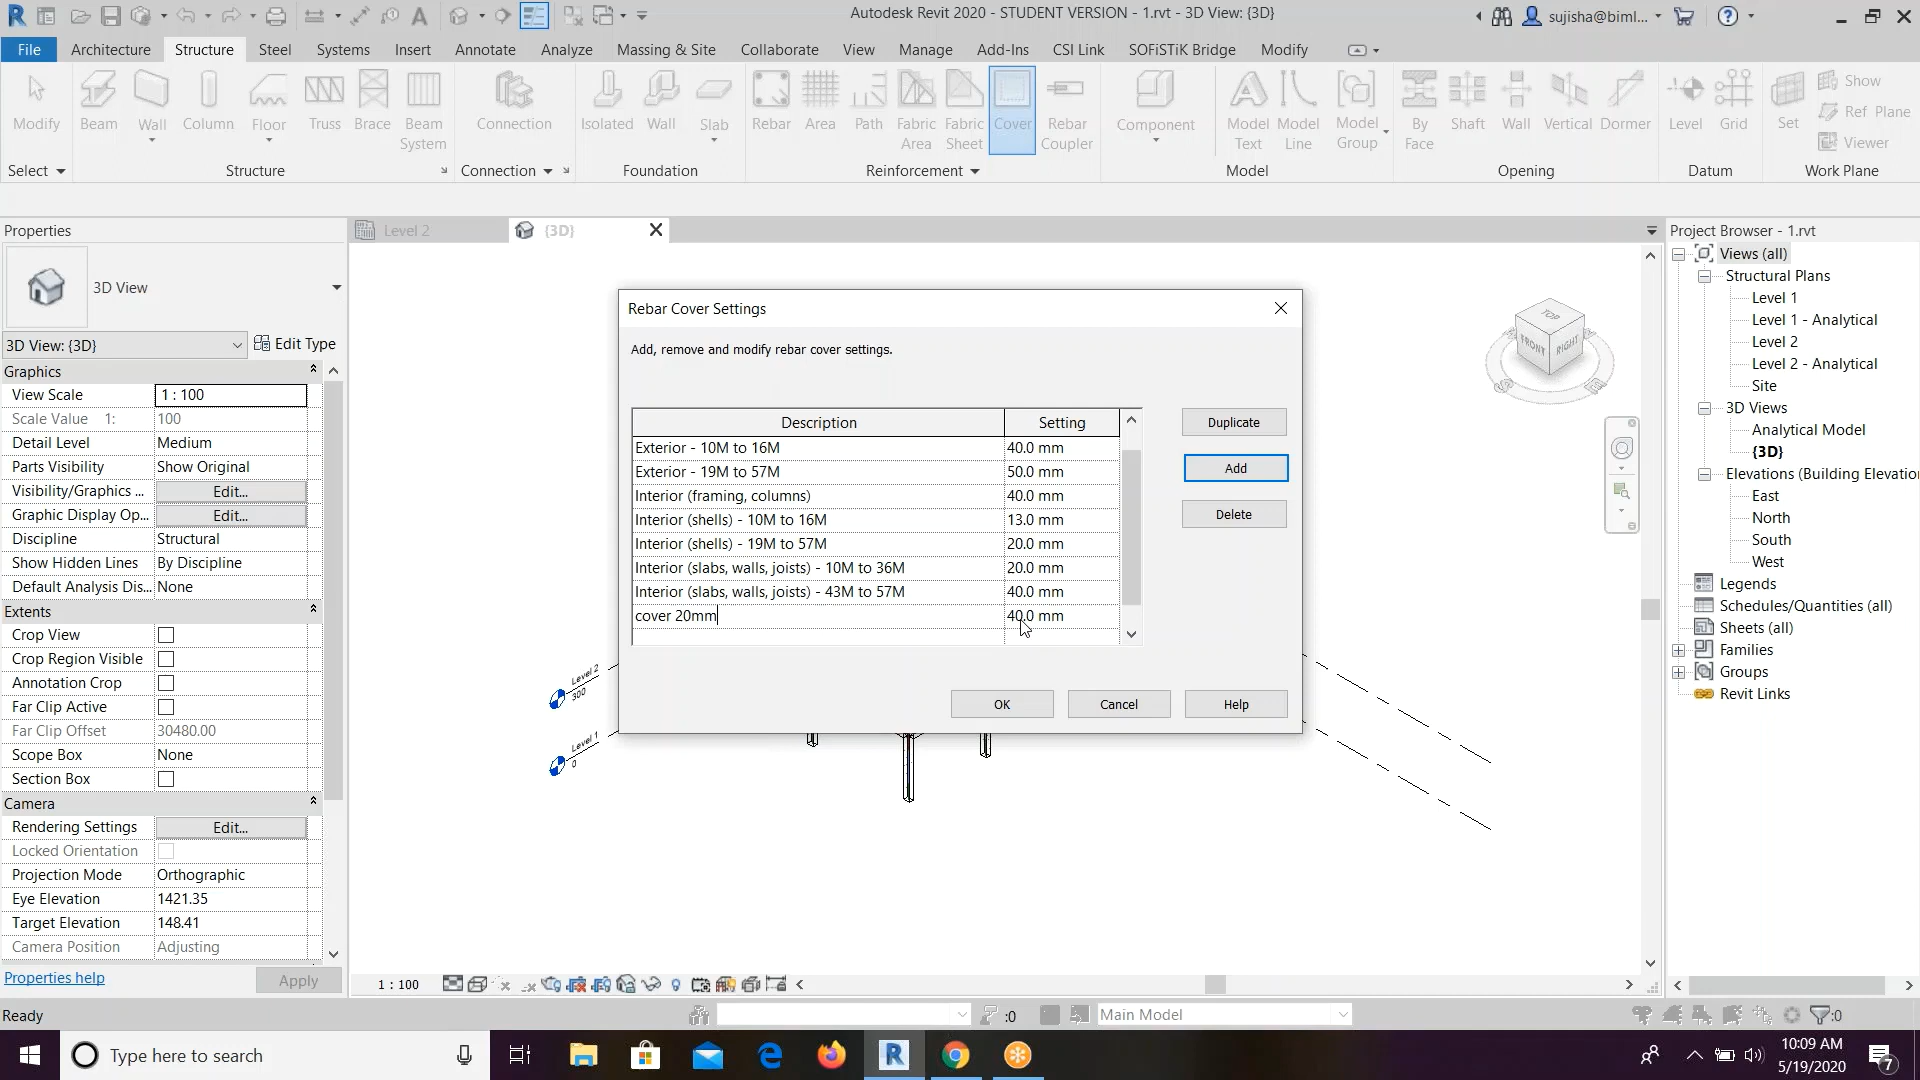 Autodesk Revit 2020 - STUDENT VERSION - 1.rvt - 3D View: {3D}
sujisha@biml...
File Architecture Structure Steel Systems Insert Annotate Analyze Massing & Site Collaborate View Manage Add-Ins CSI Link SOFiSTiK Bridge Modify
Modify Beam Wall Column Floor Truss Brace Beam System Connection Isolated Wall Slab Rebar Area Path Fabric Area Fabric Sheet Cover Rebar Coupler Component Model Text Model Line Model Group By Face Shaft Wall Vertical Dormer Level Grid Set Show Ref Plane Viewer
Select Structure Connection Foundation Reinforcement Model Opening Datum Work Plane
Properties
3D View
3D View: {3D} Edit Type
Graphics
View Scale 1 : 100
Scale Value 1: 100
Detail Level Medium
Parts Visibility Show Original
Visibility/Graphics ... Edit...
Graphic Display Op... Edit...
Discipline Structural
Show Hidden Lines By Discipline
Default Analysis Dis... None
Extents
Crop View
Crop Region Visible
Annotation Crop
Far Clip Active
Far Clip Offset 30480.00
Scope Box None
Section Box
Camera
Rendering Settings Edit...
Locked Orientation
Projection Mode Orthographic
Eye Elevation 1421.35
Target Elevation 148.41
Camera Position Adjusting
Properties help Apply
Level 2 {3D}
Rebar Cover Settings
Add, remove and modify rebar cover settings.
Description Setting
Exterior - 10M to 16M 40.0 mm
Exterior - 19M to 57M 50.0 mm
Interior (framing, columns) 40.0 mm
Interior (shells) - 10M to 16M 13.0 mm
Interior (shells) - 19M to 57M 20.0 mm
Interior (slabs, walls, joists) - 10M to 36M 20.0 mm
Interior (slabs, walls, joists) - 43M to 57M 40.0 mm
cover 20mm 40.0 mm
Duplicate
Add
Delete
OK Cancel Help
Level 2
300
Level 1
0
TOP
FRONT RIGHT
Project Browser - 1.rvt
Views (all)
Structural Plans
Level 1
Level 1 - Analytical
Level 2
Level 2 - Analytical
Site
3D Views
Analytical Model
{3D}
Elevations (Building Elevatio
East
North
South
West
Legends
Schedules/Quantities (all)
Sheets (all)
Families
Groups
Revit Links
1 : 100
Ready
:0
Main Model
:0
Type here to search
10:09 AM
5/19/2020
7